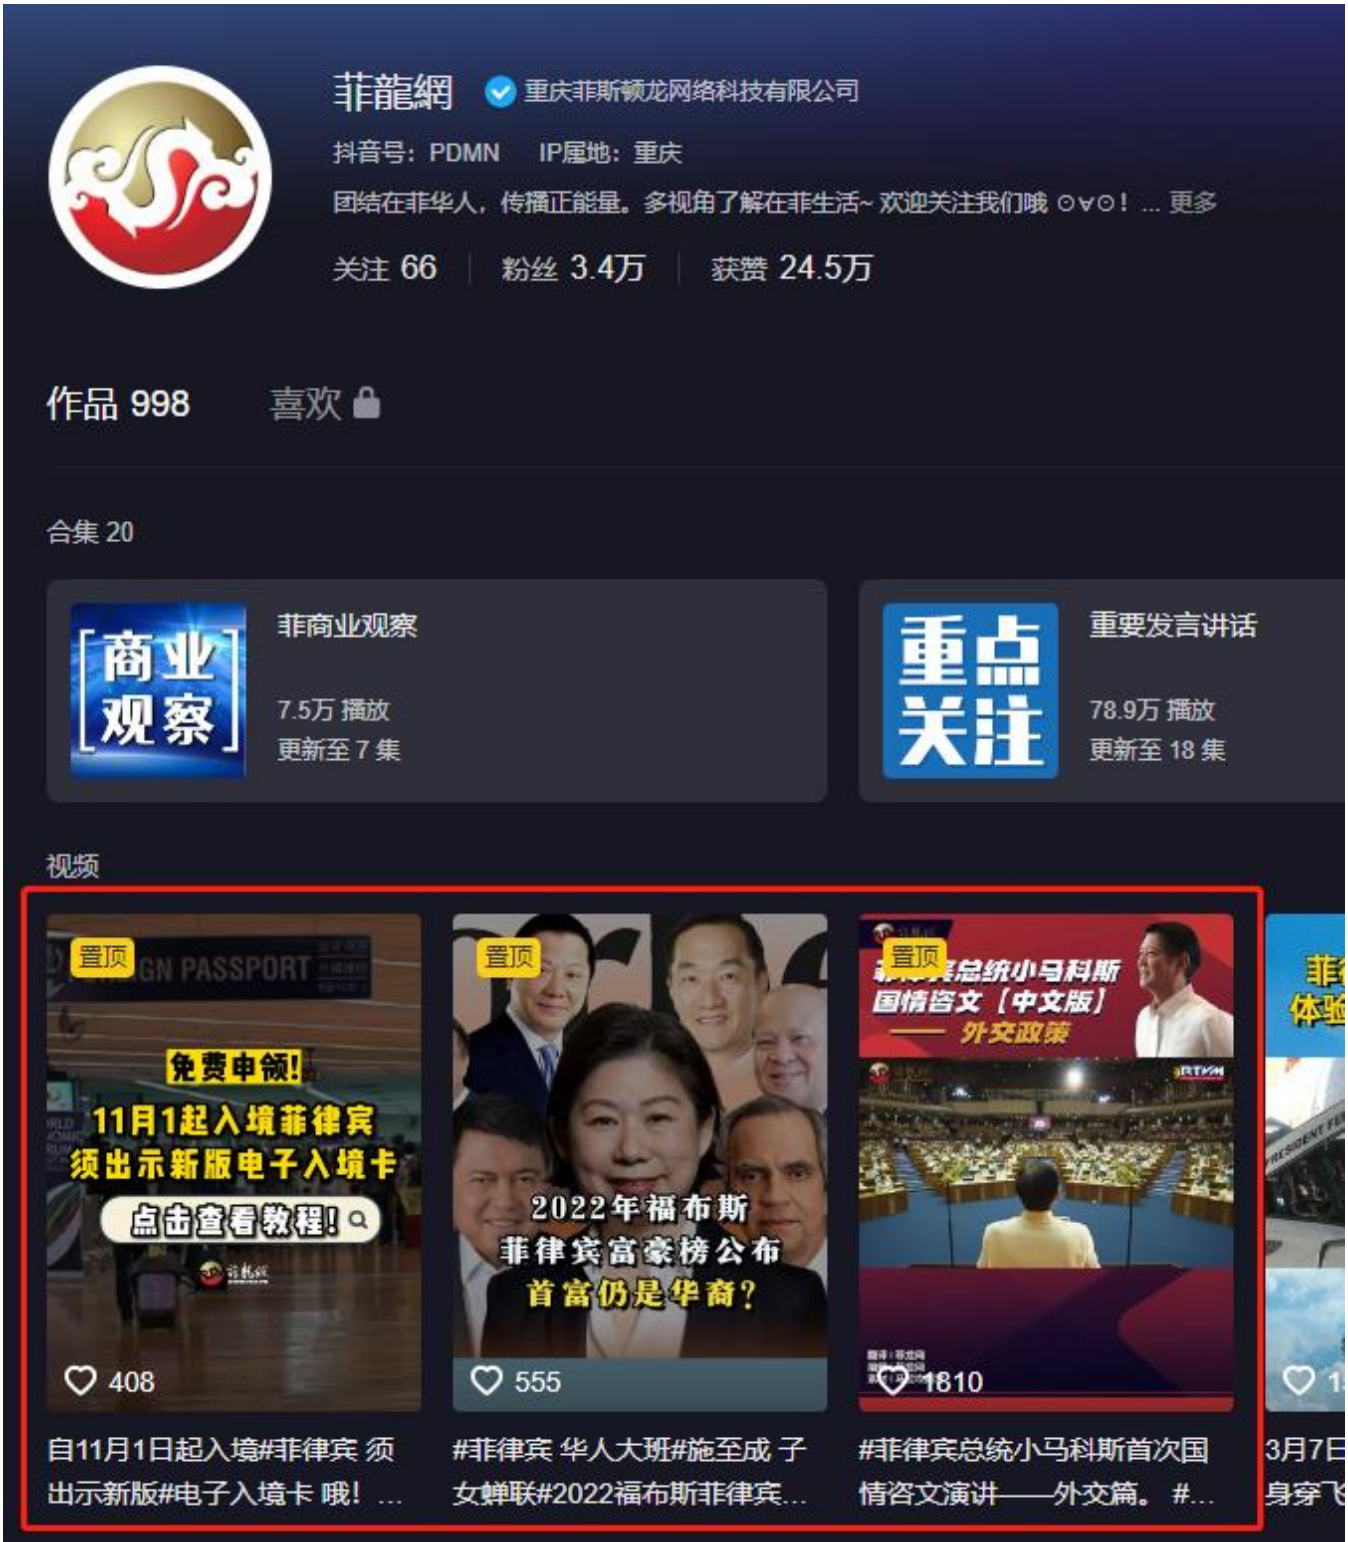 菲龍網
重庆菲斯顿龙网络科技有限公司
抖音号：PDMN IP属地：重庆
团结在菲华人，传播正能量。多视角了解在菲生活~ 欢迎关注我们哦 ⊙∀⊙！... 更多
关注 66 粉丝 3.4万 获赞 24.5万
作品 998 喜欢
合集 20
商业
观察
菲商业观察
7.5万 播放
更新至 7 集
重点
关注
重要发言讲话
78.9万 播放
更新至 18 集
视频
置顶
GN PASSPORT
免费申领!
11月1起入境菲律宾
须出示新版电子入境卡
点击查看教程!
菲龍網
408
自11月1日起入境#菲律宾 须
出示新版#电子入境卡 哦！...
置顶
2022年福布斯
菲律宾富豪榜公布
首富仍是华裔?
555
#菲律宾 华人大班#施至成 子
女蝉联#2022福布斯菲律宾...
置顶
宾总统小马科斯
国情咨文【中文版】
—— 外交政策
RTVM
1810
#菲律宾总统小马科斯首次国
情咨文演讲——外交篇。 #...
菲
体验
PRESIDENT FE
1
3月7日
身穿飞